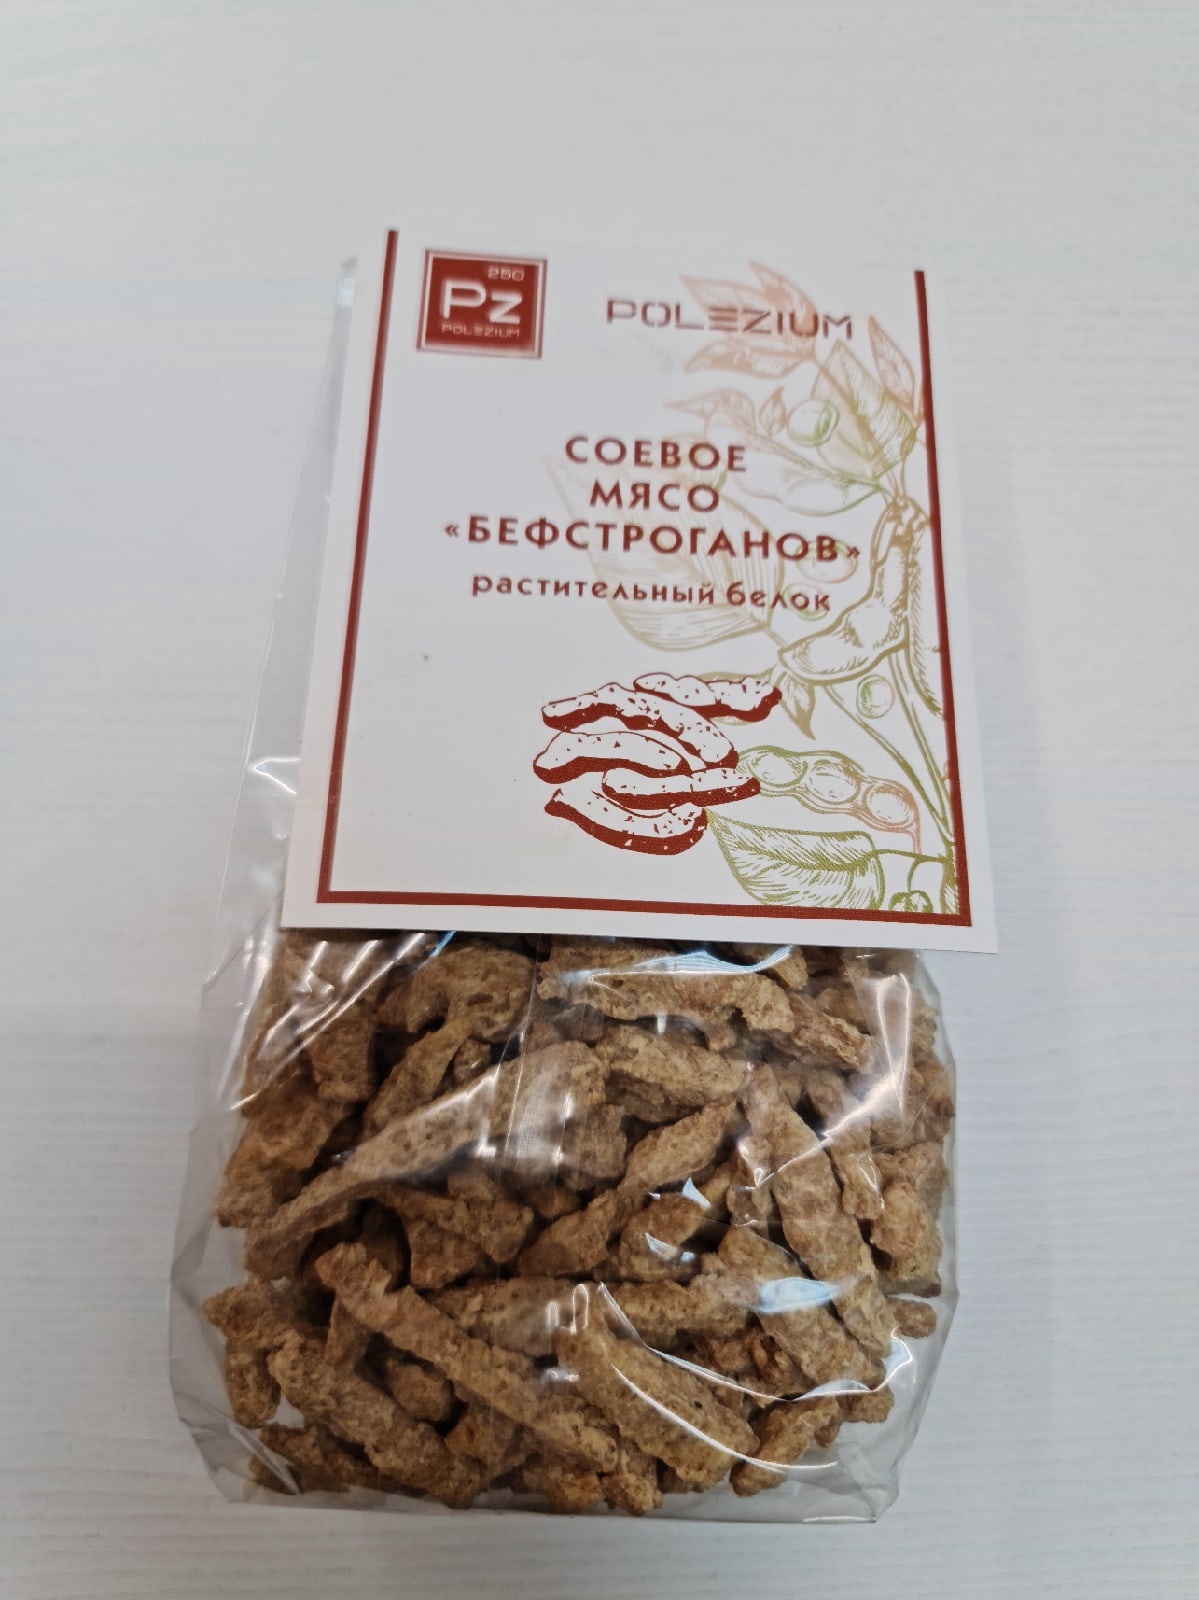 250
Pz
POLEZIUM
POLEZIUM
СОЕВОЕ
МЯСО
«БЕФСТРОГАНОВ»
растительный белок